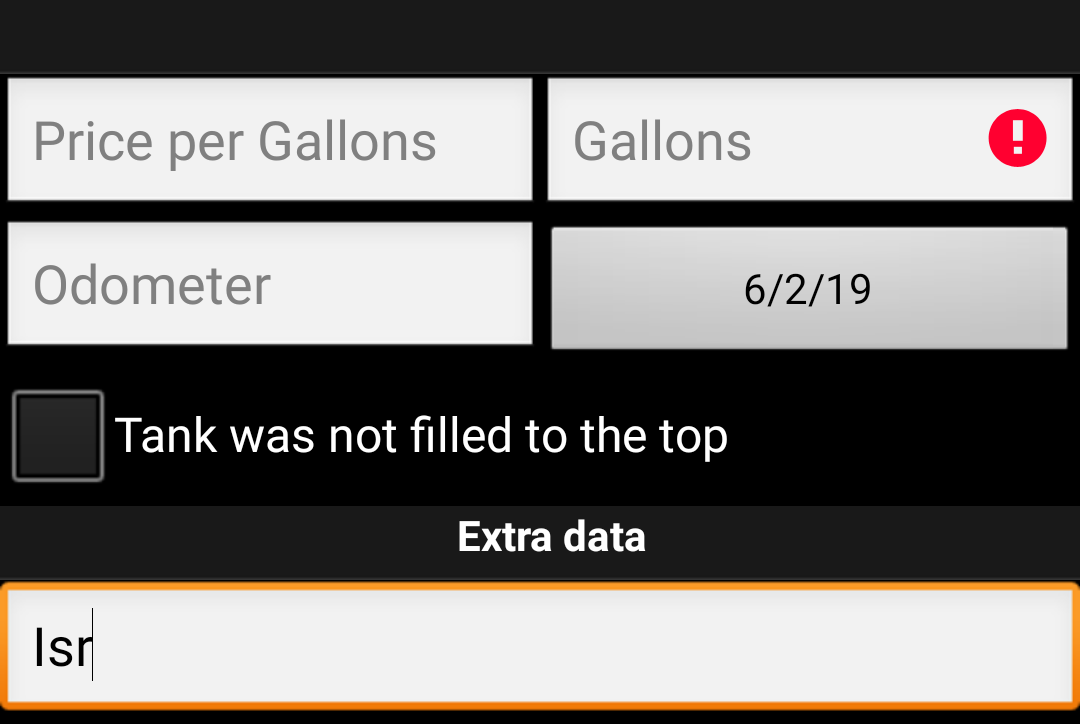 Price per Gallons
Gallons
Odometer
6/2/19
Tank was not filled to the top
Extra data
Isr